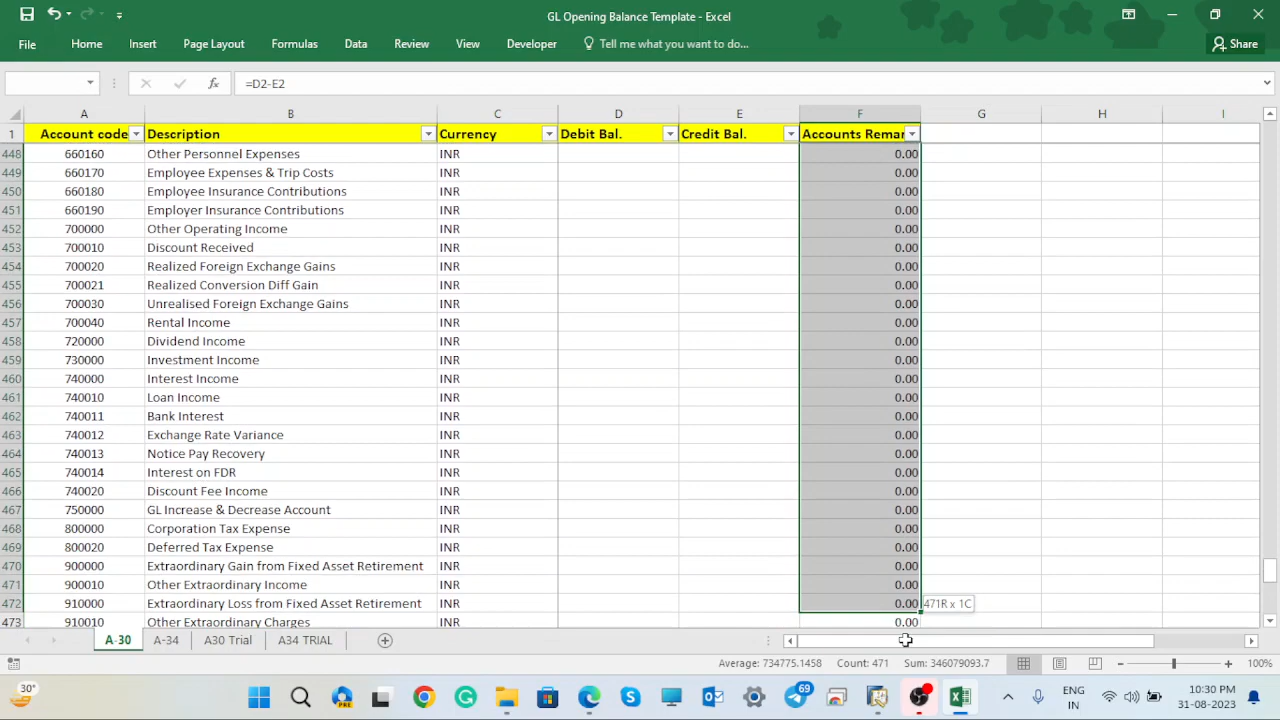 GL Opening Balance Template - Excel
File Home Insert Page Layout Formulas Data Review View Developer Tell me what you want to do... Share
fx =D2-E2
A B C D E F G H I
1 Account code Description Currency Debit Bal. Credit Bal. Accounts Remar
448 660160 Other Personnel Expenses INR 0.00
449 660170 Employee Expenses & Trip Costs INR 0.00
450 660180 Employee Insurance Contributions INR 0.00
451 660190 Employer Insurance Contributions INR 0.00
452 700000 Other Operating Income INR 0.00
453 700010 Discount Received INR 0.00
454 700020 Realized Foreign Exchange Gains INR 0.00
455 700021 Realized Conversion Diff Gain INR 0.00
456 700030 Unrealised Foreign Exchange Gains INR 0.00
457 700040 Rental Income INR 0.00
458 720000 Dividend Income INR 0.00
459 730000 Investment Income INR 0.00
460 740000 Interest Income INR 0.00
461 740010 Loan Income INR 0.00
462 740011 Bank Interest INR 0.00
463 740012 Exchange Rate Variance INR 0.00
464 740013 Notice Pay Recovery INR 0.00
465 740014 Interest on FDR INR 0.00
466 740020 Discount Fee Income INR 0.00
467 750000 GL Increase & Decrease Account INR 0.00
468 800000 Corporation Tax Expense INR 0.00
469 800020 Deferred Tax Expense INR 0.00
470 900000 Extraordinary Gain from Fixed Asset Retirement INR 0.00
471 900010 Other Extraordinary Income INR 0.00
472 910000 Extraordinary Loss from Fixed Asset Retirement INR 0.00 471R x 1C
473 910010 Other Extraordinary Charges INR 0.00
A-30 A-34 A30 Trial A34 TRIAL
Average: 734775.1458 Count: 471 Sum: 346079093.7 100%
30° PRE 69 ENG IN 10:30 PM 31-08-2023